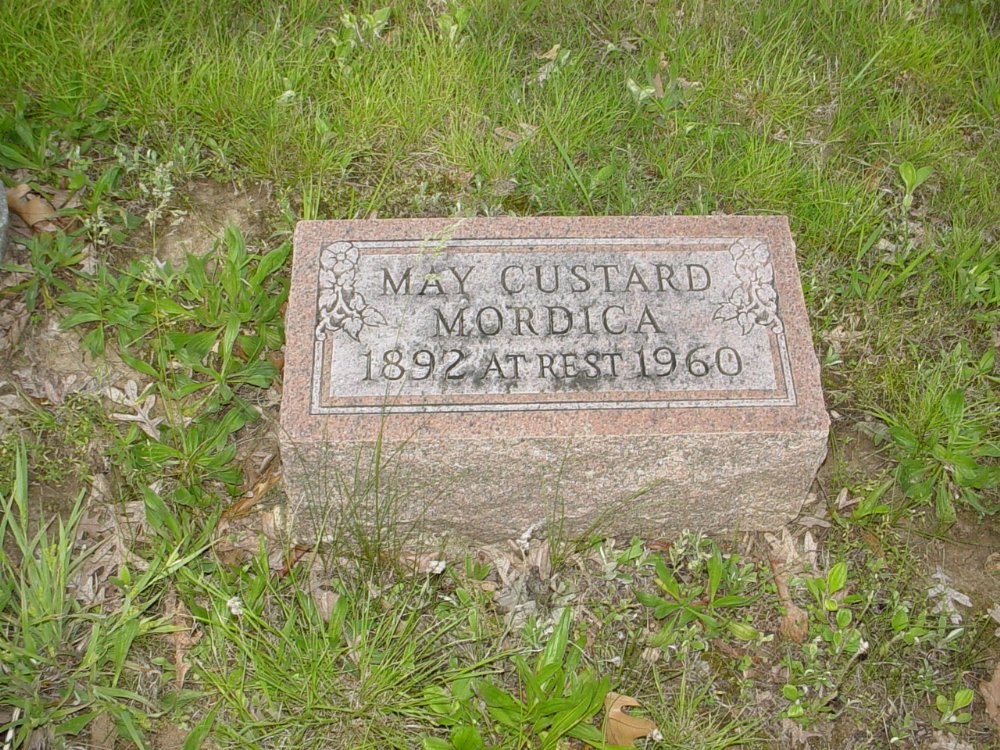 MAY CUSTARD
MORDICA
1892 AT REST 1960